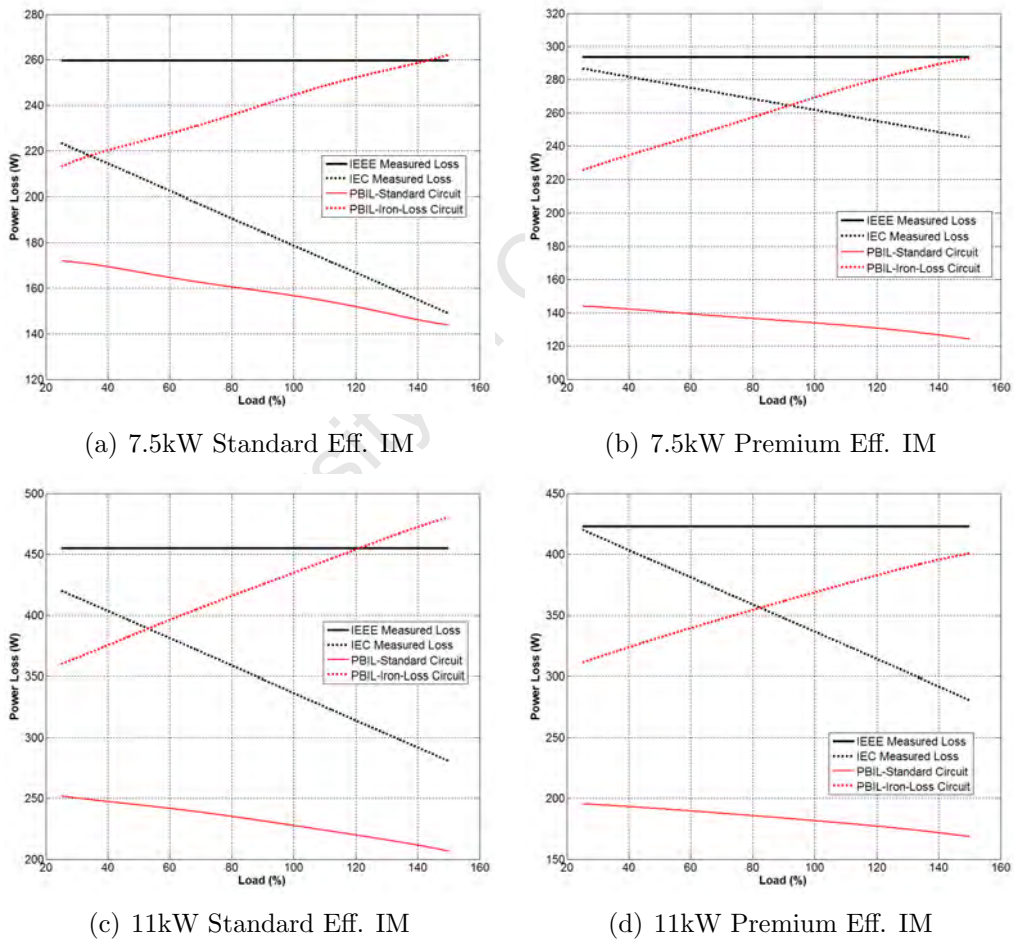 280
260
240
220
200
180
160
140
120
Power Loss (W)
IEEE Measured Loss
IEC Measured Loss
PBIL-Standard Circuit
PBIL-Iron-Loss Circuit
20 40 60 80 100 120 140 160
Load (%)
(a) 7.5kW Standard Eff. IM
320
300
280
260
240
220
200
180
160
140
120
100
Power Loss (W)
IEEE Measured Loss
IEC Measured Loss
PBIL-Standard Circuit
PBIL-Iron-Loss Circuit
20 40 60 80 100 120 140 160
Load (%)
(b) 7.5kW Premium Eff. IM
500
450
400
350
300
250
200
Power Loss (W)
IEEE Measured Loss
IEC Measured Loss
PBIL-Standard Circuit
PBIL-Iron-Loss Circuit
20 40 60 80 100 120 140 160
Load (%)
(c) 11kW Standard Eff. IM
450
400
350
300
250
200
150
Power Loss (W)
IEEE Measured Loss
IEC Measured Loss
PBIL-Standard Circuit
PBIL-Iron-Loss Circuit
20 40 60 80 100 120 140 160
Load (%)
(d) 11kW Premium Eff. IM